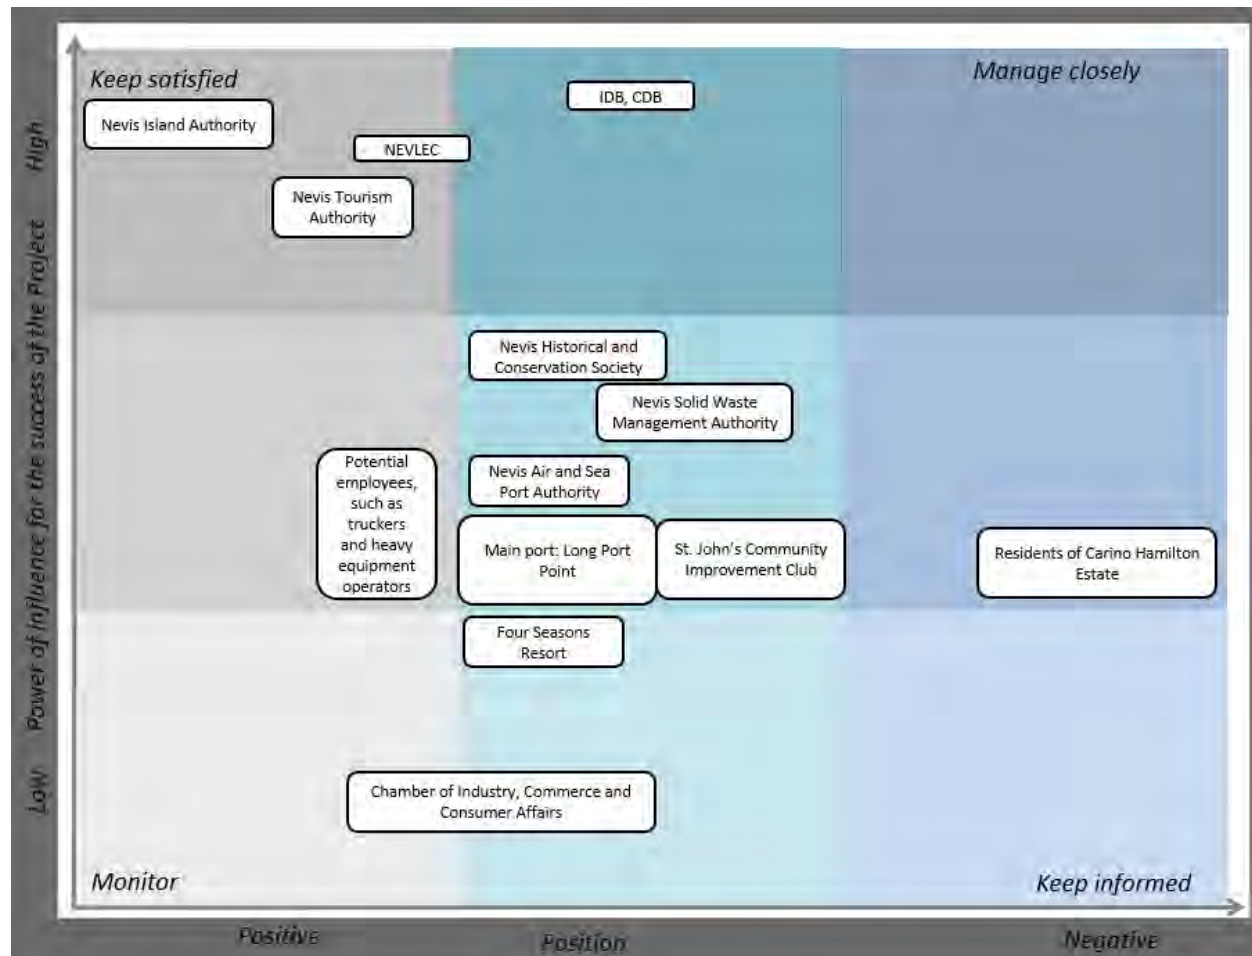 Keep satisfied
Manage closely
IDB, CDB
Nevis Island Authority
NEVLEC
Nevis Tourism
Authority
Nevis Historical and
Conservation Society
Nevis Solid Waste
Management Authority
Potential
employees,
such as
truckers
and heavy
equipment
operators
Nevis Air and Sea
Port Authority
Main port: Long Port
Point
St. John's Community
Improvement Club
Residents of Carino Hamilton
Estate
Four Seasons
Resort
Chamber of Industry, Commerce and
Consumer Affairs
Monitor
Keep informed
Low Power of Influence for the success of the Project High
Positive Position Negative